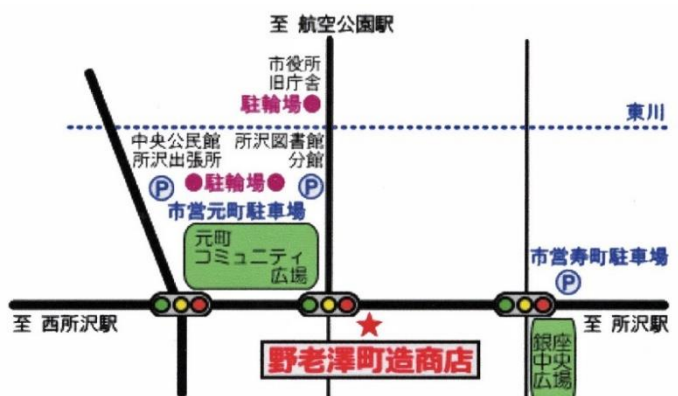 至 航空公園駅
市役所
旧庁舎
駐輪場
東川
中央公民館
所沢出張所
所沢図書館
分館
P
駐輪場
P
市営元町駐車場
元町
コミュニティ
広場
市営寿町駐車場
P
至 西所沢駅
至 所沢駅
野老澤町造商店
銀座
中央
広場